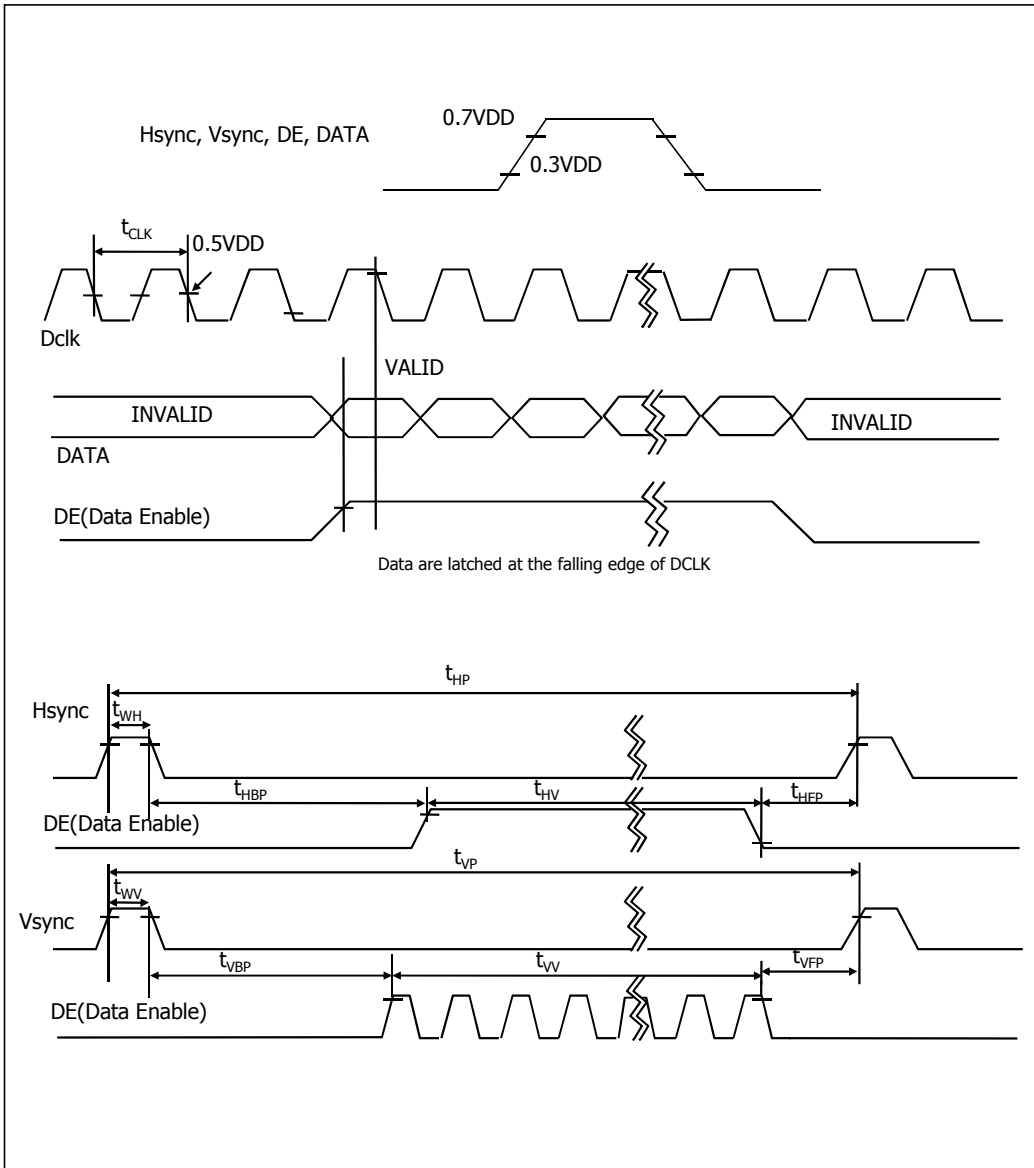 0.7VDD
Hsync, Vsync, DE, DATA
0.3VDD
tCLK
0.5VDD
Dclk
VALID
INVALID
INVALID
DATA
DE(Data Enable)
Data are latched at the falling edge of DCLK
tHP
Hsync
tWH
tHBP
tHV
tHFP
DE(Data Enable)
tVP
tWV
Vsync
tVBP
tVV
tVFP
DE(Data Enable)